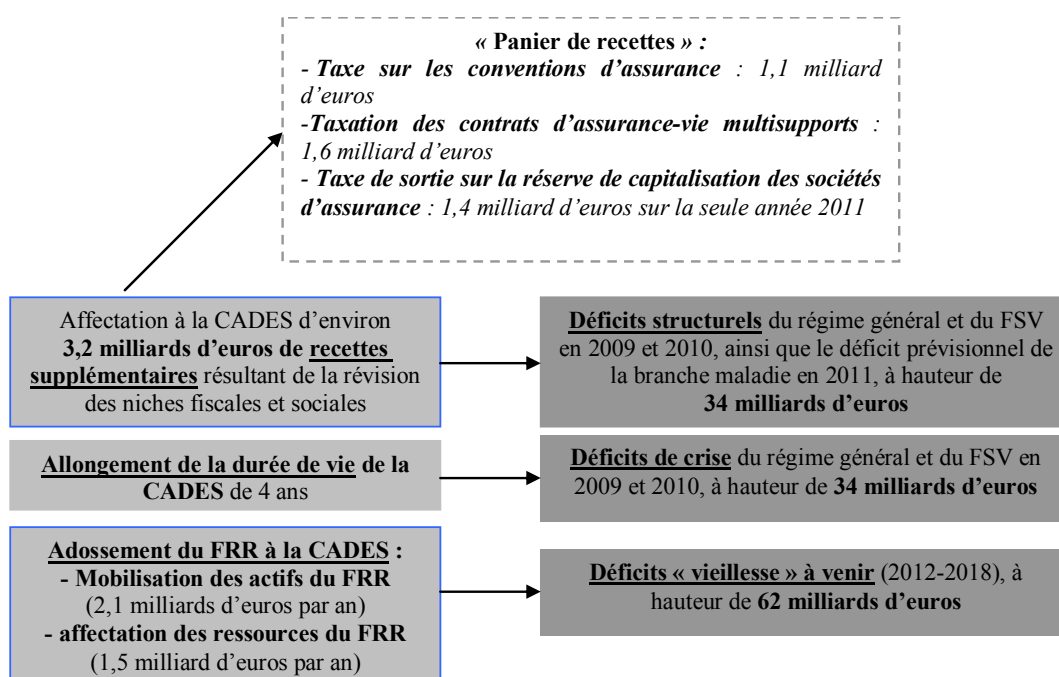 « Panier de recettes » :
- Taxe sur les conventions d’assurance : 1,1 milliard
d’euros
-Taxation des contrats d’assurance-vie multisupports :
1,6 milliard d’euros
- Taxe de sortie sur la réserve de capitalisation des sociétés
d’assurance : 1,4 milliard d’euros sur la seule année 2011
Affectation à la CADES d’environ
3,2 milliards d’euros de recettes
supplémentaires résultant de la révision
des niches fiscales et sociales
Déficits structurels du régime général et du FSV
en 2009 et 2010, ainsi que le déficit prévisionnel de
la branche maladie en 2011, à hauteur de
34 milliards d’euros
Allongement de la durée de vie de la
CADES de 4 ans
Déficits de crise du régime général et du FSV en
2009 et 2010, à hauteur de 34 milliards d’euros
Adossement du FRR à la CADES :
- Mobilisation des actifs du FRR
(2,1 milliards d’euros par an)
- affectation des ressources du FRR
(1,5 milliard d’euros par an)
Déficits « vieillesse » à venir (2012-2018), à
hauteur de 62 milliards d’euros